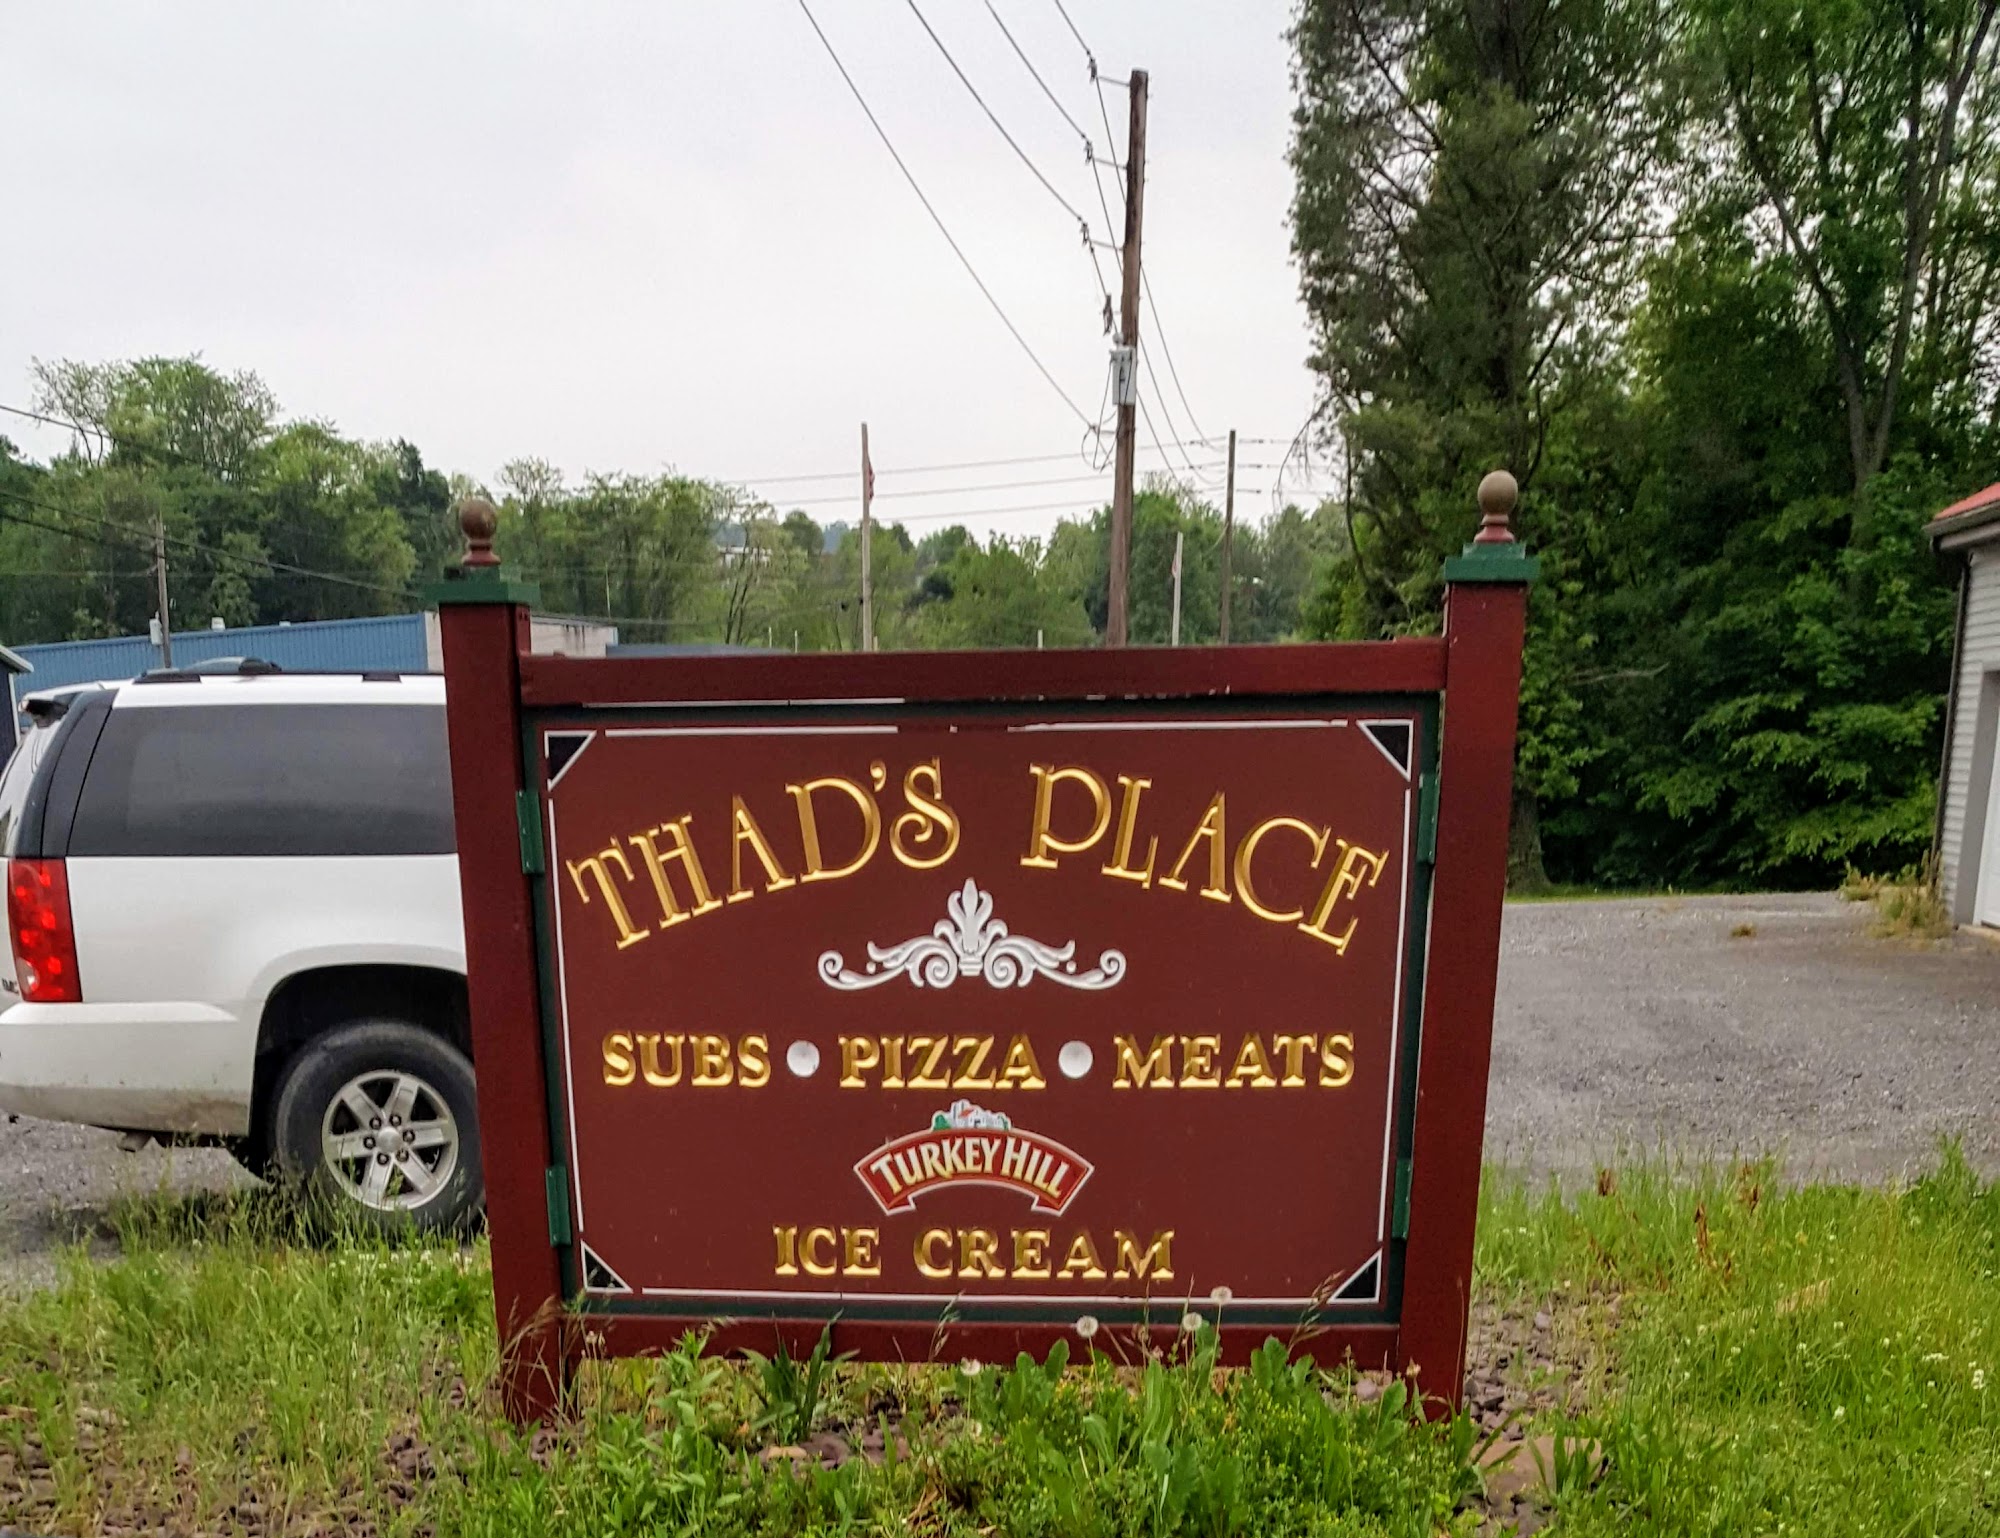 THAD'S PLACE
SUBS • PIZZA • MEATS
TURKEY HILL
ICE CREAM